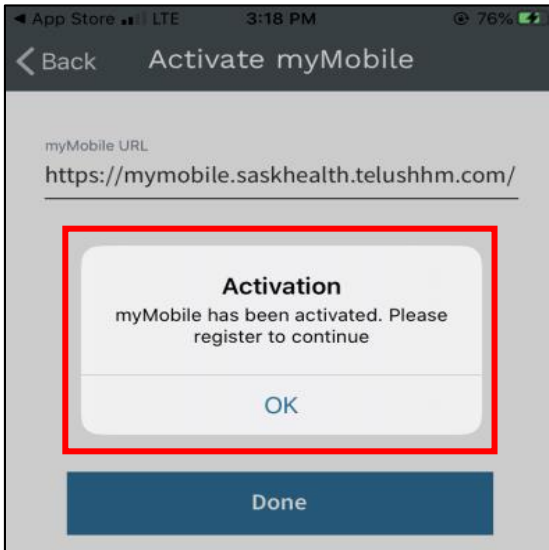 App Store LTE 3:18 PM 76%
Back Activate myMobile
myMobile URL
https://mymobile.saskhealth.telushhm.com/
Activation
myMobile has been activated. Please
register to continue
OK
Done